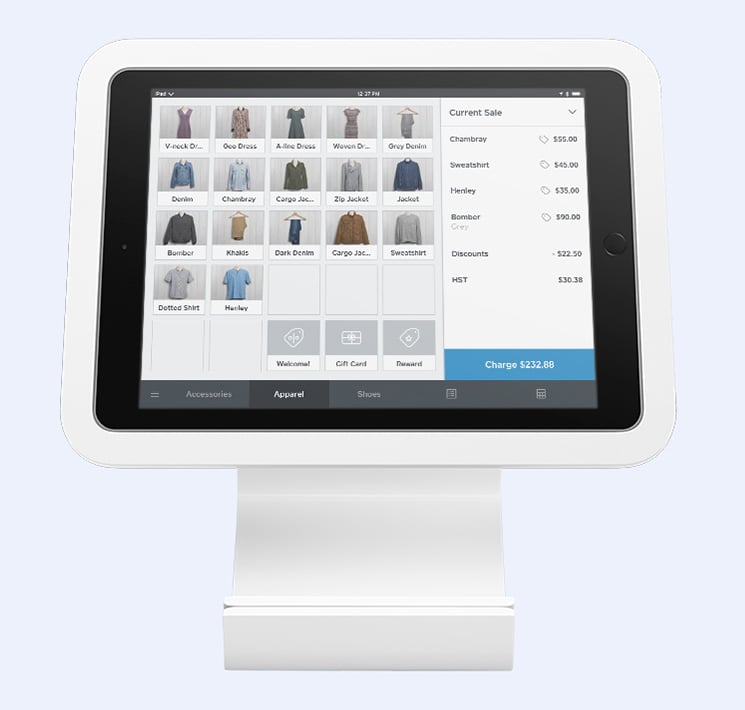 iPad
12:37 PM
V-neck Dr...
Geo Dress
A-line Dress
Woven Dr...
Grey Denim
Denim
Chambray
Cargo Jac...
Zip Jacket
Jacket
Bomber
Khakis
Dark Denim
Cargo Jac...
Sweatshirt
Dotted Shirt
Henley
Welcome!
Gift Card
Reward
Current Sale
Chambray $55.00
Sweatshirt $45.00
Henley $35.00
Bomber $90.00
Grey
Discounts - $22.50
HST $30.38
Charge $232.88
Accessories
Apparel
Shoes